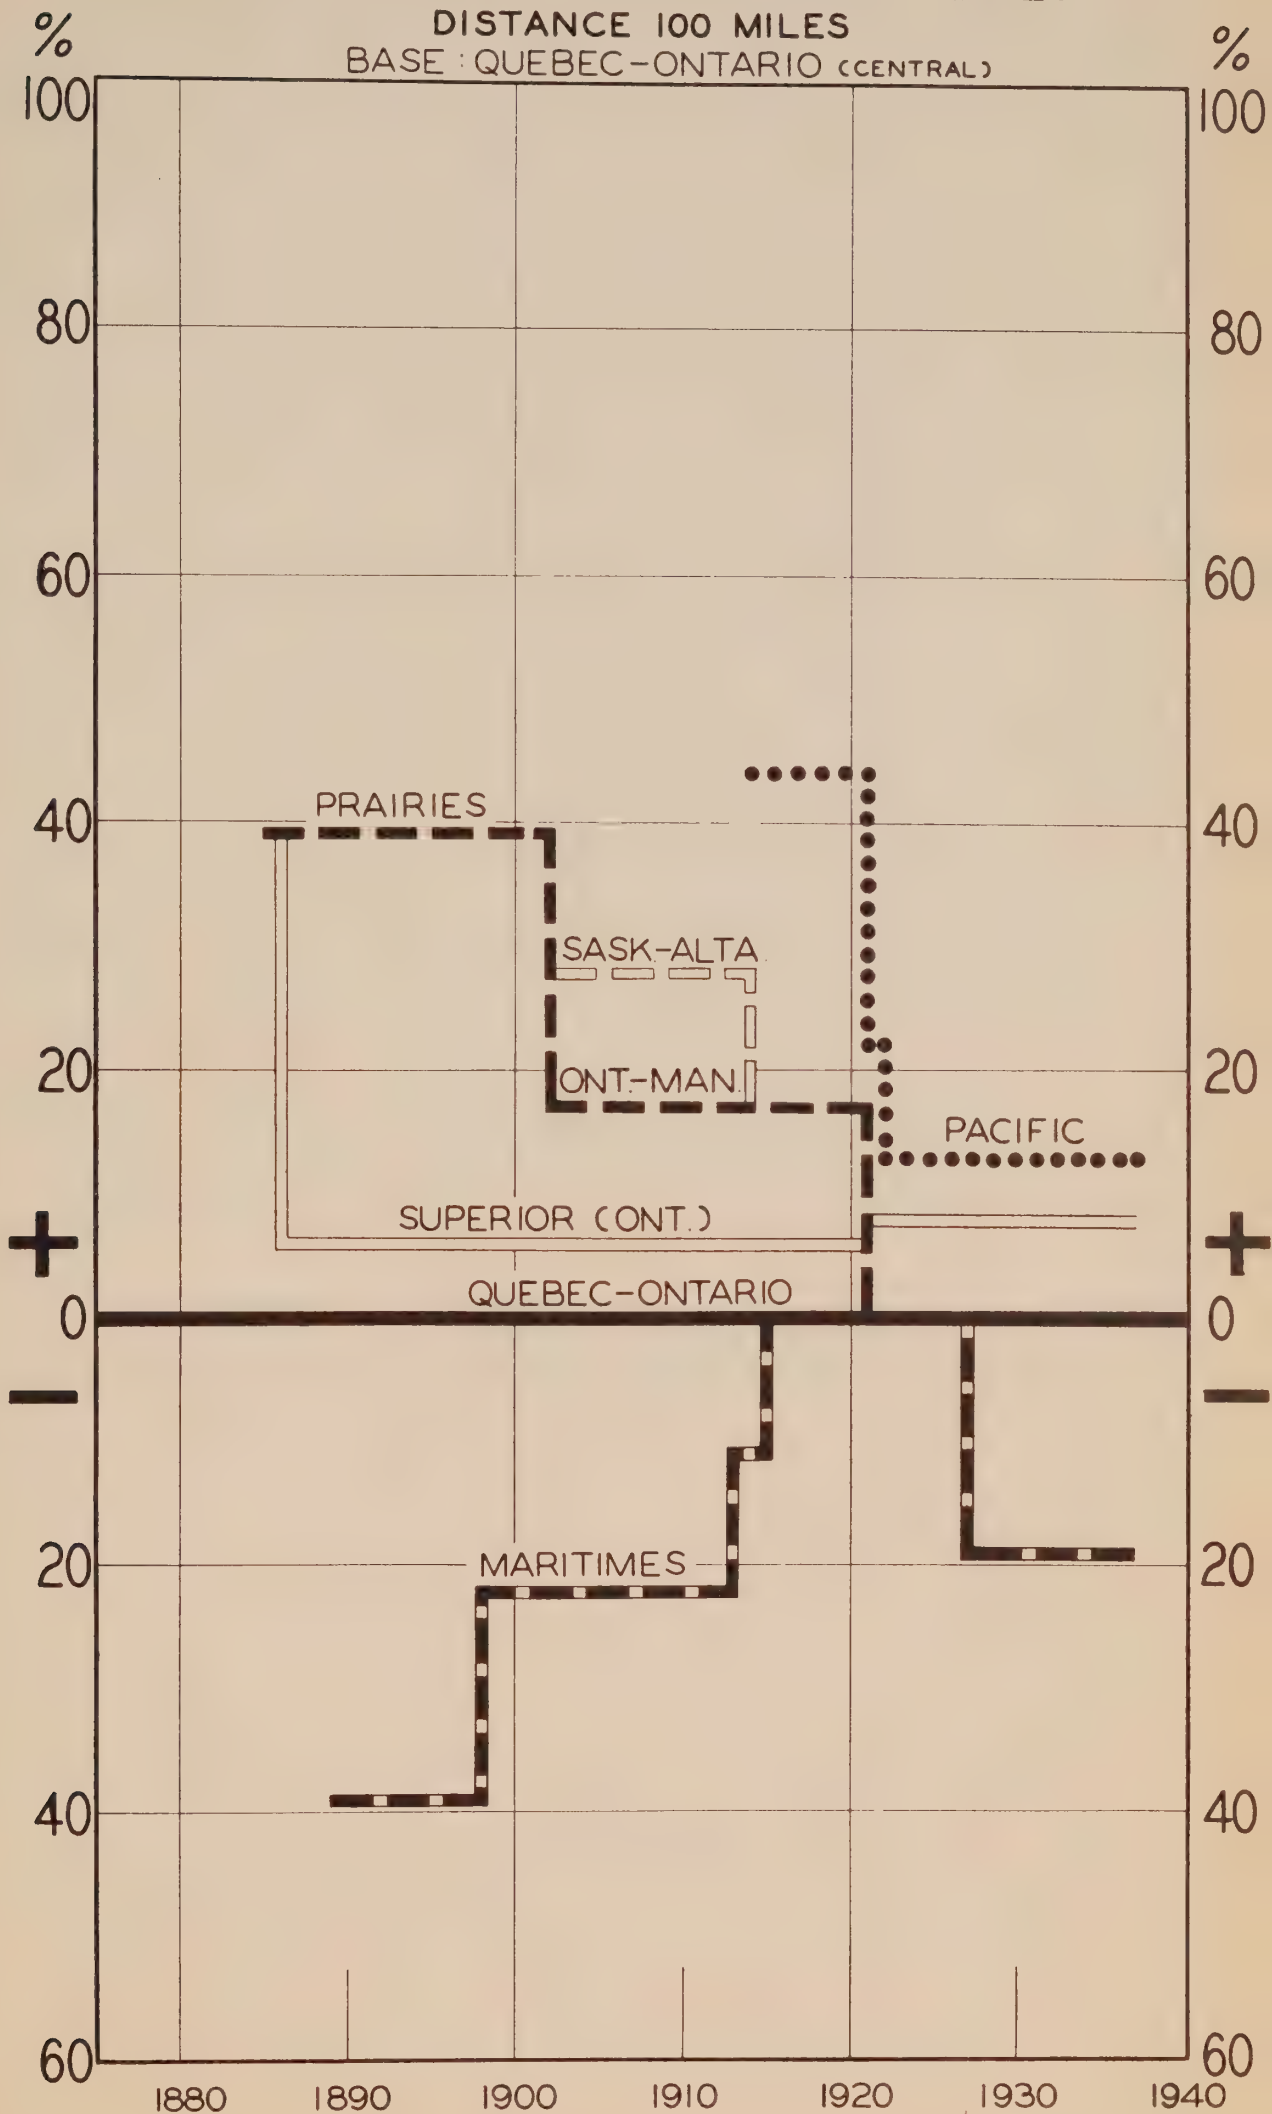 DISTANCE 100 MILES
% %
BASE : QUEBEC-ONTARIO (CENTRAL)
100 100
80 80
60 60
PRAIRIES
40 40
SASK-ALTA.
20 ONT.-MAN. 20
PACIFIC
SUPERIOR (ONT.)
+ +
QUEBEC-ONTARIO
0 0
— —
20 MARITIMES 20
40 40
60 60
1880 1890 1900 1910 1920 1930 1940